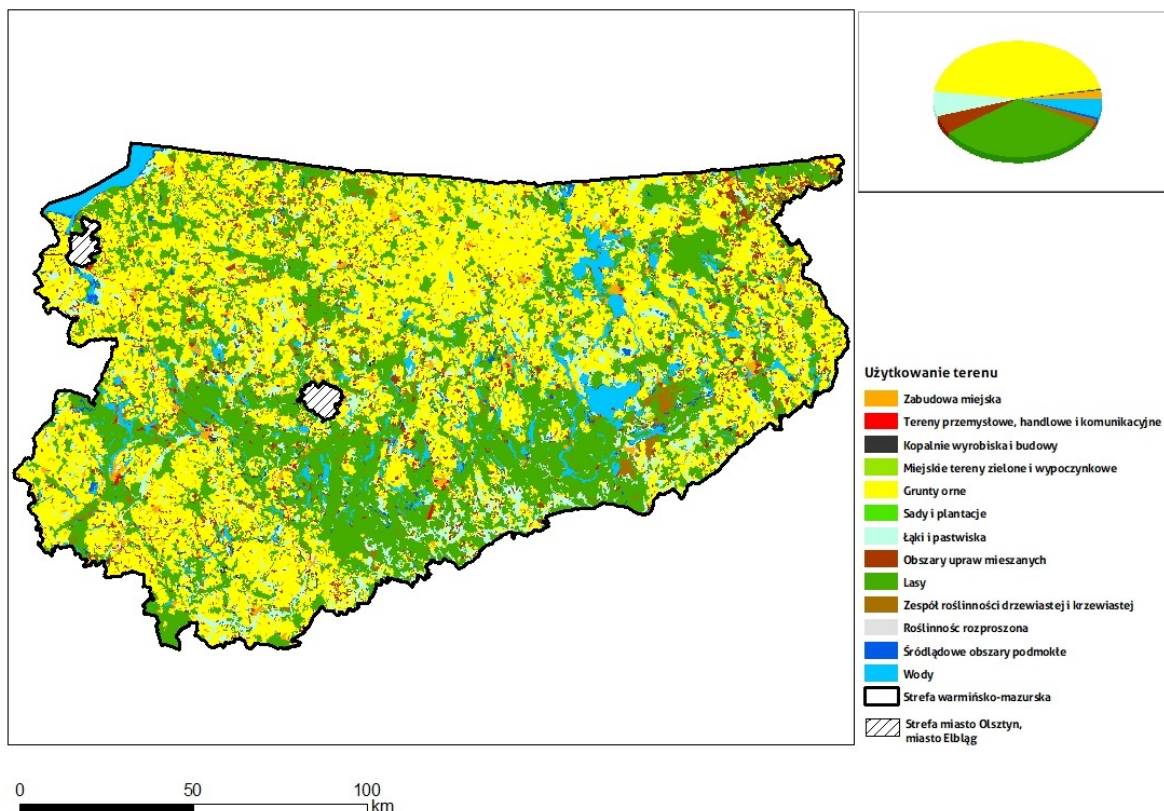 Użytkowanie terenu
Zabudowa miejska
Tereny przemysłowe, handlowe i komunikacyjne
Kopalnie wyrobiska i budowy
Miejskie tereny zielone i wypoczynkowe
Grunty orne
Sady i plantacje
Łąki i pastwiska
Obszary upraw mieszanych
Lasy
Zespół roślinności drzewiastej i krzewiastej
Roślinnośc rozproszona
Śródlądowe obszary podmokłe
Wody
Strefa warmińsko-mazurska
Strefa miasto Olsztyn,
miasto Elbląg
0 50 100
km